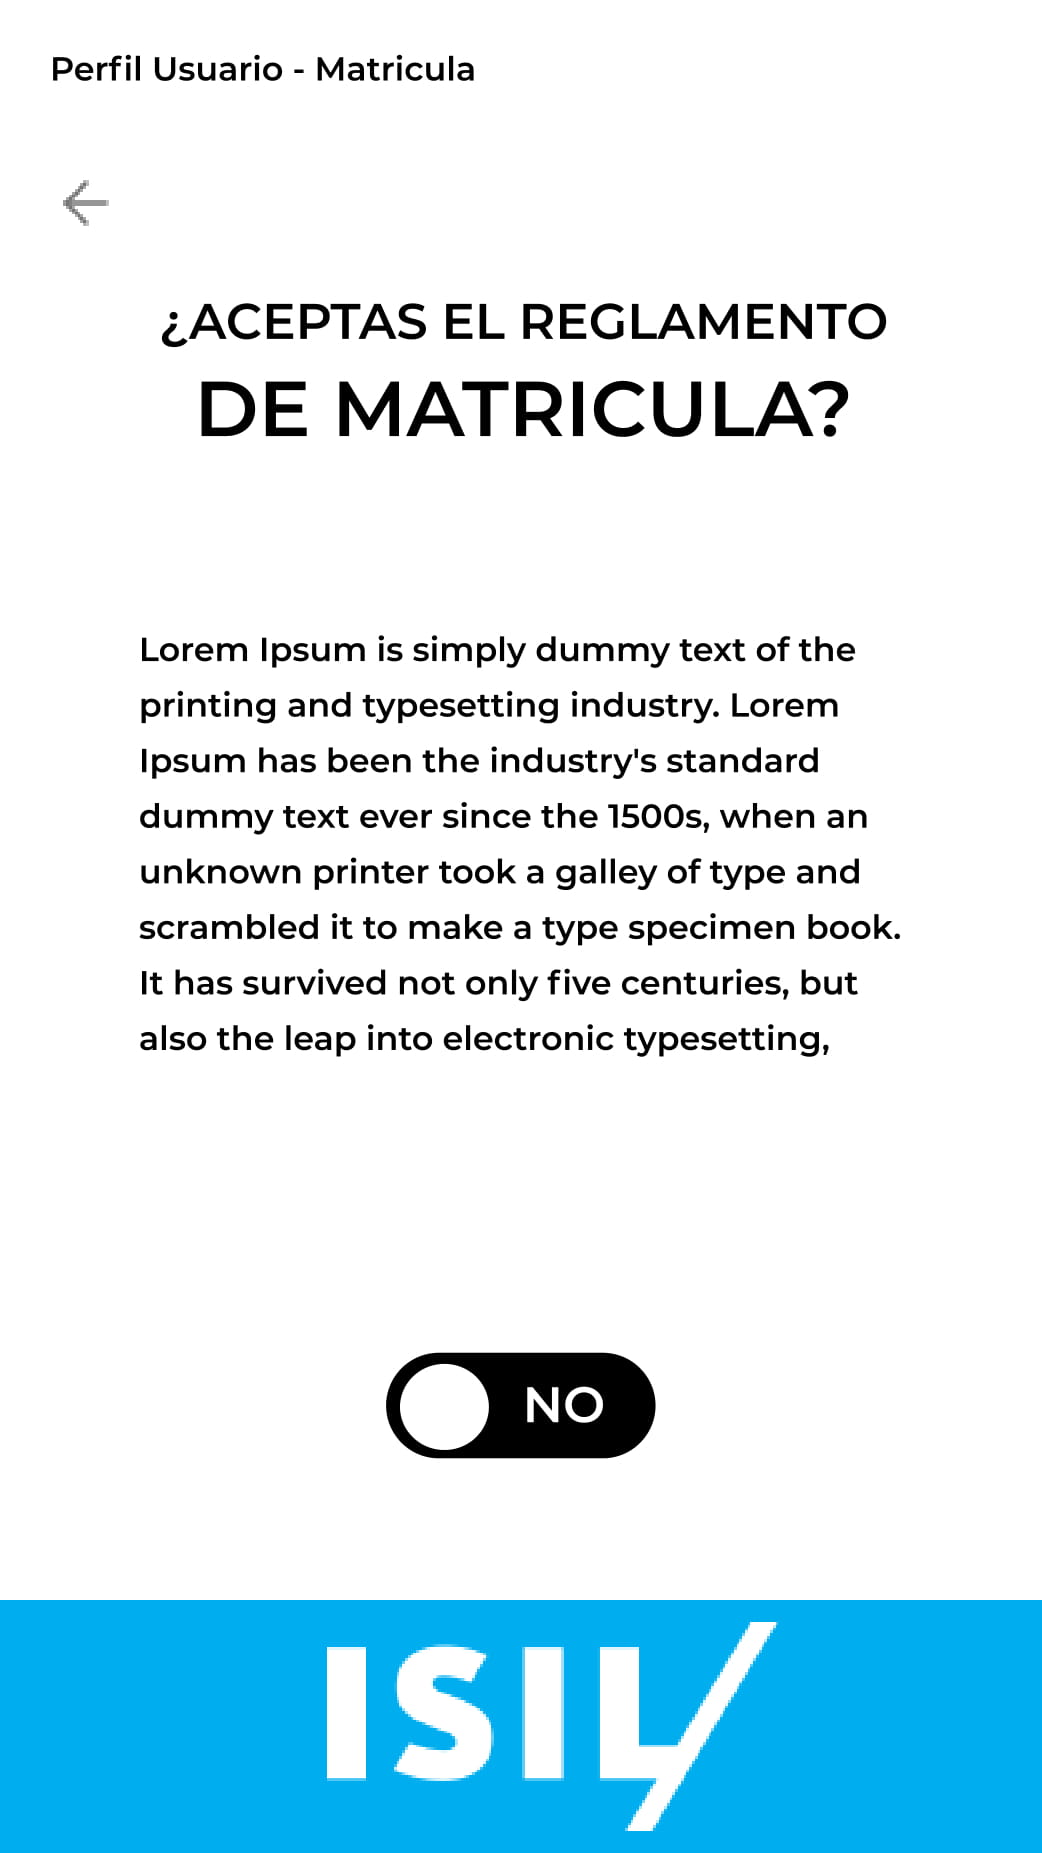 Perfil Usuario - Matricula
¿ACEPTAS EL REGLAMENTO
DE MATRICULA?
Lorem Ipsum is simply dummy text of the
printing and typesetting industry. Lorem
Ipsum has been the industry's standard
dummy text ever since the 1500s, when an
unknown printer took a galley of type and
scrambled it to make a type specimen book.
It has survived not only five centuries, but
also the leap into electronic typesetting,
NO
ISIL/